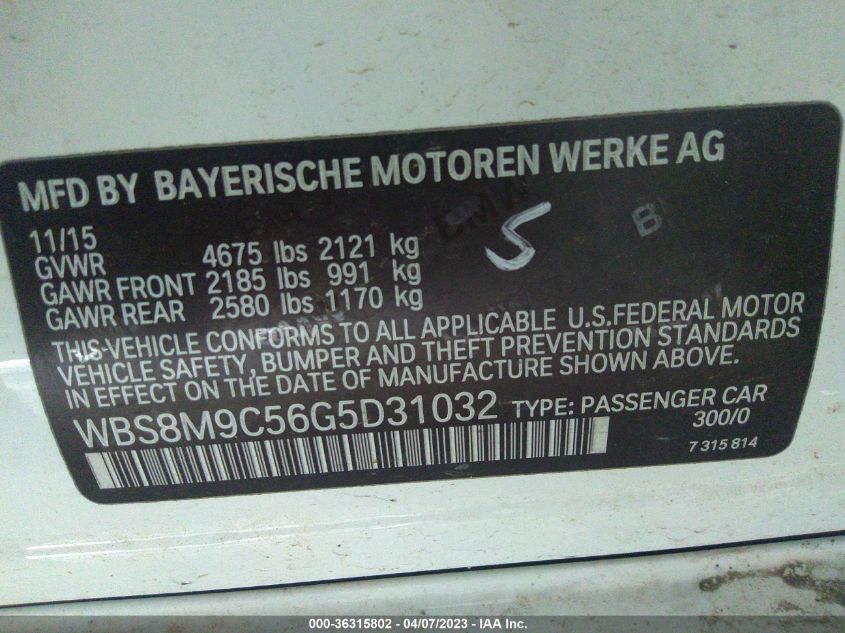 MFD BY BAYERISCHE MOTOREN WERKE AG
11/15
GVWR 4675 lbs 2121 kg
GAWR FRONT 2185 lbs 991 kg
GAWR REAR 2580 lbs 1170 kg
S
B
BMW
THIS VEHICLE CONFORMS TO ALL APPLICABLE U.S.FEDERAL MOTOR
VEHICLE SAFETY, BUMPER AND THEFT PREVENTION STANDARDS
IN EFFECT ON THE DATE OF MANUFACTURE SHOWN ABOVE.
WBS8M9C56G5D31032 TYPE: PASSENGER CAR
300/0
7 315 814
000-36315802 - 04/07/2023 - IAA Inc.